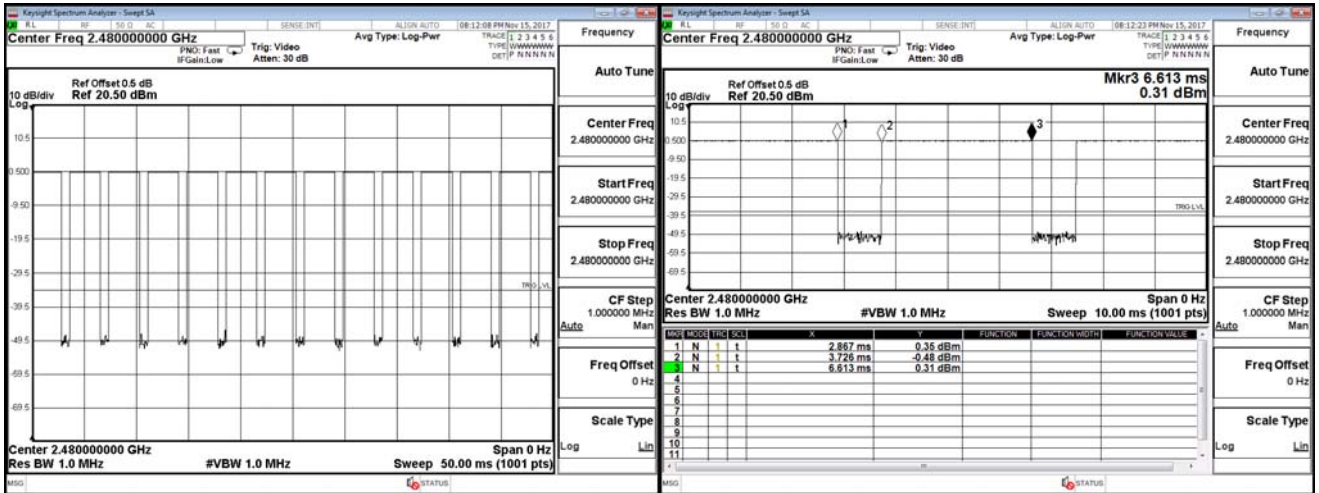 Keysight Spectrum Analyzer - Swept SA
RL RF 50 Ω AC SENSE:INT ALIGN AUTO 08:12:08 PM Nov 15, 2017
Center Freq 2.480000000 GHz
PNO: Fast
IFGain:Low
Trig: Video
Atten: 30 dB
Avg Type: Log-Pwr
TRACE 1 2 3 4 5 6
TYPE WWWWWW
DET P N N N N N
Ref Offset 0.5 dB
10 dB/div Ref 20.50 dBm
Log
10.5
0.500
-9.50
-19.5
-29.5
TRIG LVL
-39.5
-49.5
-59.5
-69.5
Center 2.480000000 GHz Span 0 Hz
Res BW 1.0 MHz #VBW 1.0 MHz Sweep 50.00 ms (1001 pts)
MSG STATUS
Frequency
Auto Tune
Center Freq
2.480000000 GHz
Start Freq
2.480000000 GHz
Stop Freq
2.480000000 GHz
CF Step
1.000000 MHz
Auto Man
Freq Offset
0 Hz
Scale Type
Log Lin
Keysight Spectrum Analyzer - Swept SA
RL RF 50 Ω AC SENSE:INT ALIGN AUTO 08:12:23 PM Nov 15, 2017
Center Freq 2.480000000 GHz
PNO: Fast
IFGain:Low
Trig: Video
Atten: 30 dB
Avg Type: Log-Pwr
TRACE 1 2 3 4 5 6
TYPE WWWWWW
DET P N N N N N
Mkr3 6.613 ms
0.31 dBm
Ref Offset 0.5 dB
10 dB/div Ref 20.50 dBm
Log
10.5
1 2 3
0.500
-9.50
-19.5
-29.5
TRIG LVL
-39.5
-49.5
-59.5
-69.5
Center 2.480000000 GHz Span 0 Hz
Res BW 1.0 MHz #VBW 1.0 MHz Sweep 10.00 ms (1001 pts)
MKR MODE TRC SCL X Y FUNCTION FUNCTION WIDTH FUNCTION VALUE
1 N 1 t 2.867 ms 0.35 dBm
2 N 1 t 3.726 ms -0.48 dBm
3 N 1 t 6.613 ms 0.31 dBm
4
5
6
7
8
9
10
11
MSG STATUS
Frequency
Auto Tune
Center Freq
2.480000000 GHz
Start Freq
2.480000000 GHz
Stop Freq
2.480000000 GHz
CF Step
1.000000 MHz
Auto Man
Freq Offset
0 Hz
Scale Type
Log Lin